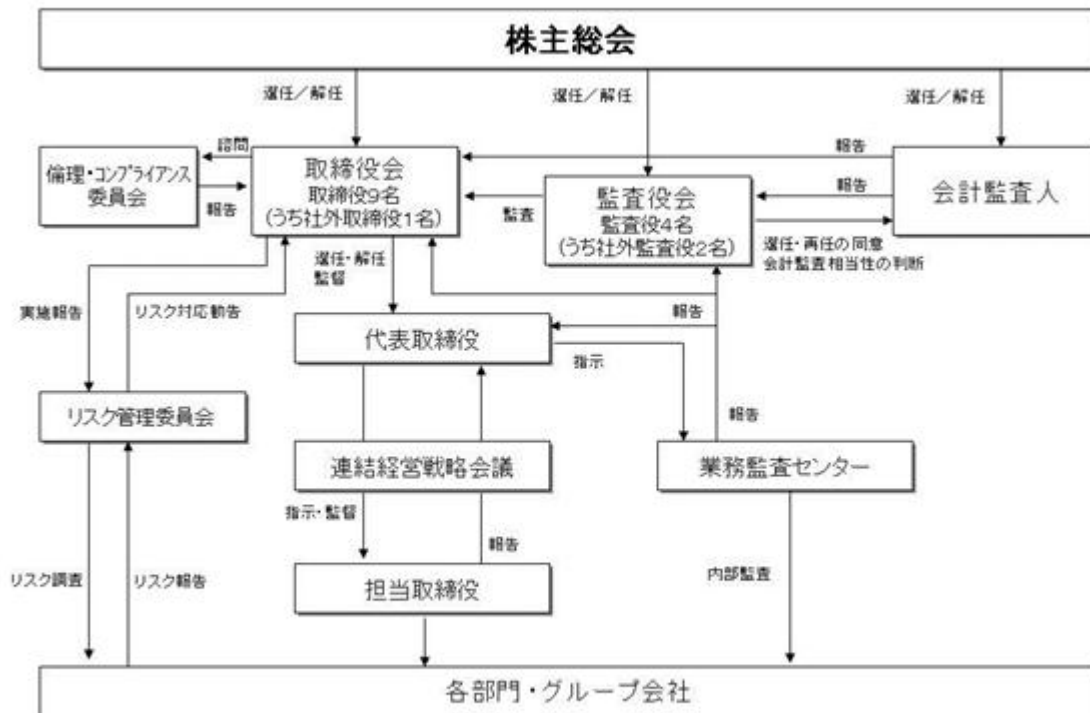 株主総会
選任／解任
選任／解任
選任／解任
諮問
報告
倫理・コンプライアンス
委員会
報告
取締役会
取締役9名
(うち社外取締役1名)
監査
監査役会
監査役4名
(うち社外監査役2名)
報告
会計監査人
選任・再任の同意
会計監査相当性の判断
選任・解任
監督
実施報告
リスク対応勧告
報告
代表取締役
指示
リスク管理委員会
報告
連結経営戦略会議
業務監査センター
指示・監督
報告
リスク調査
リスク報告
担当取締役
内部監査
各部門・グループ会社